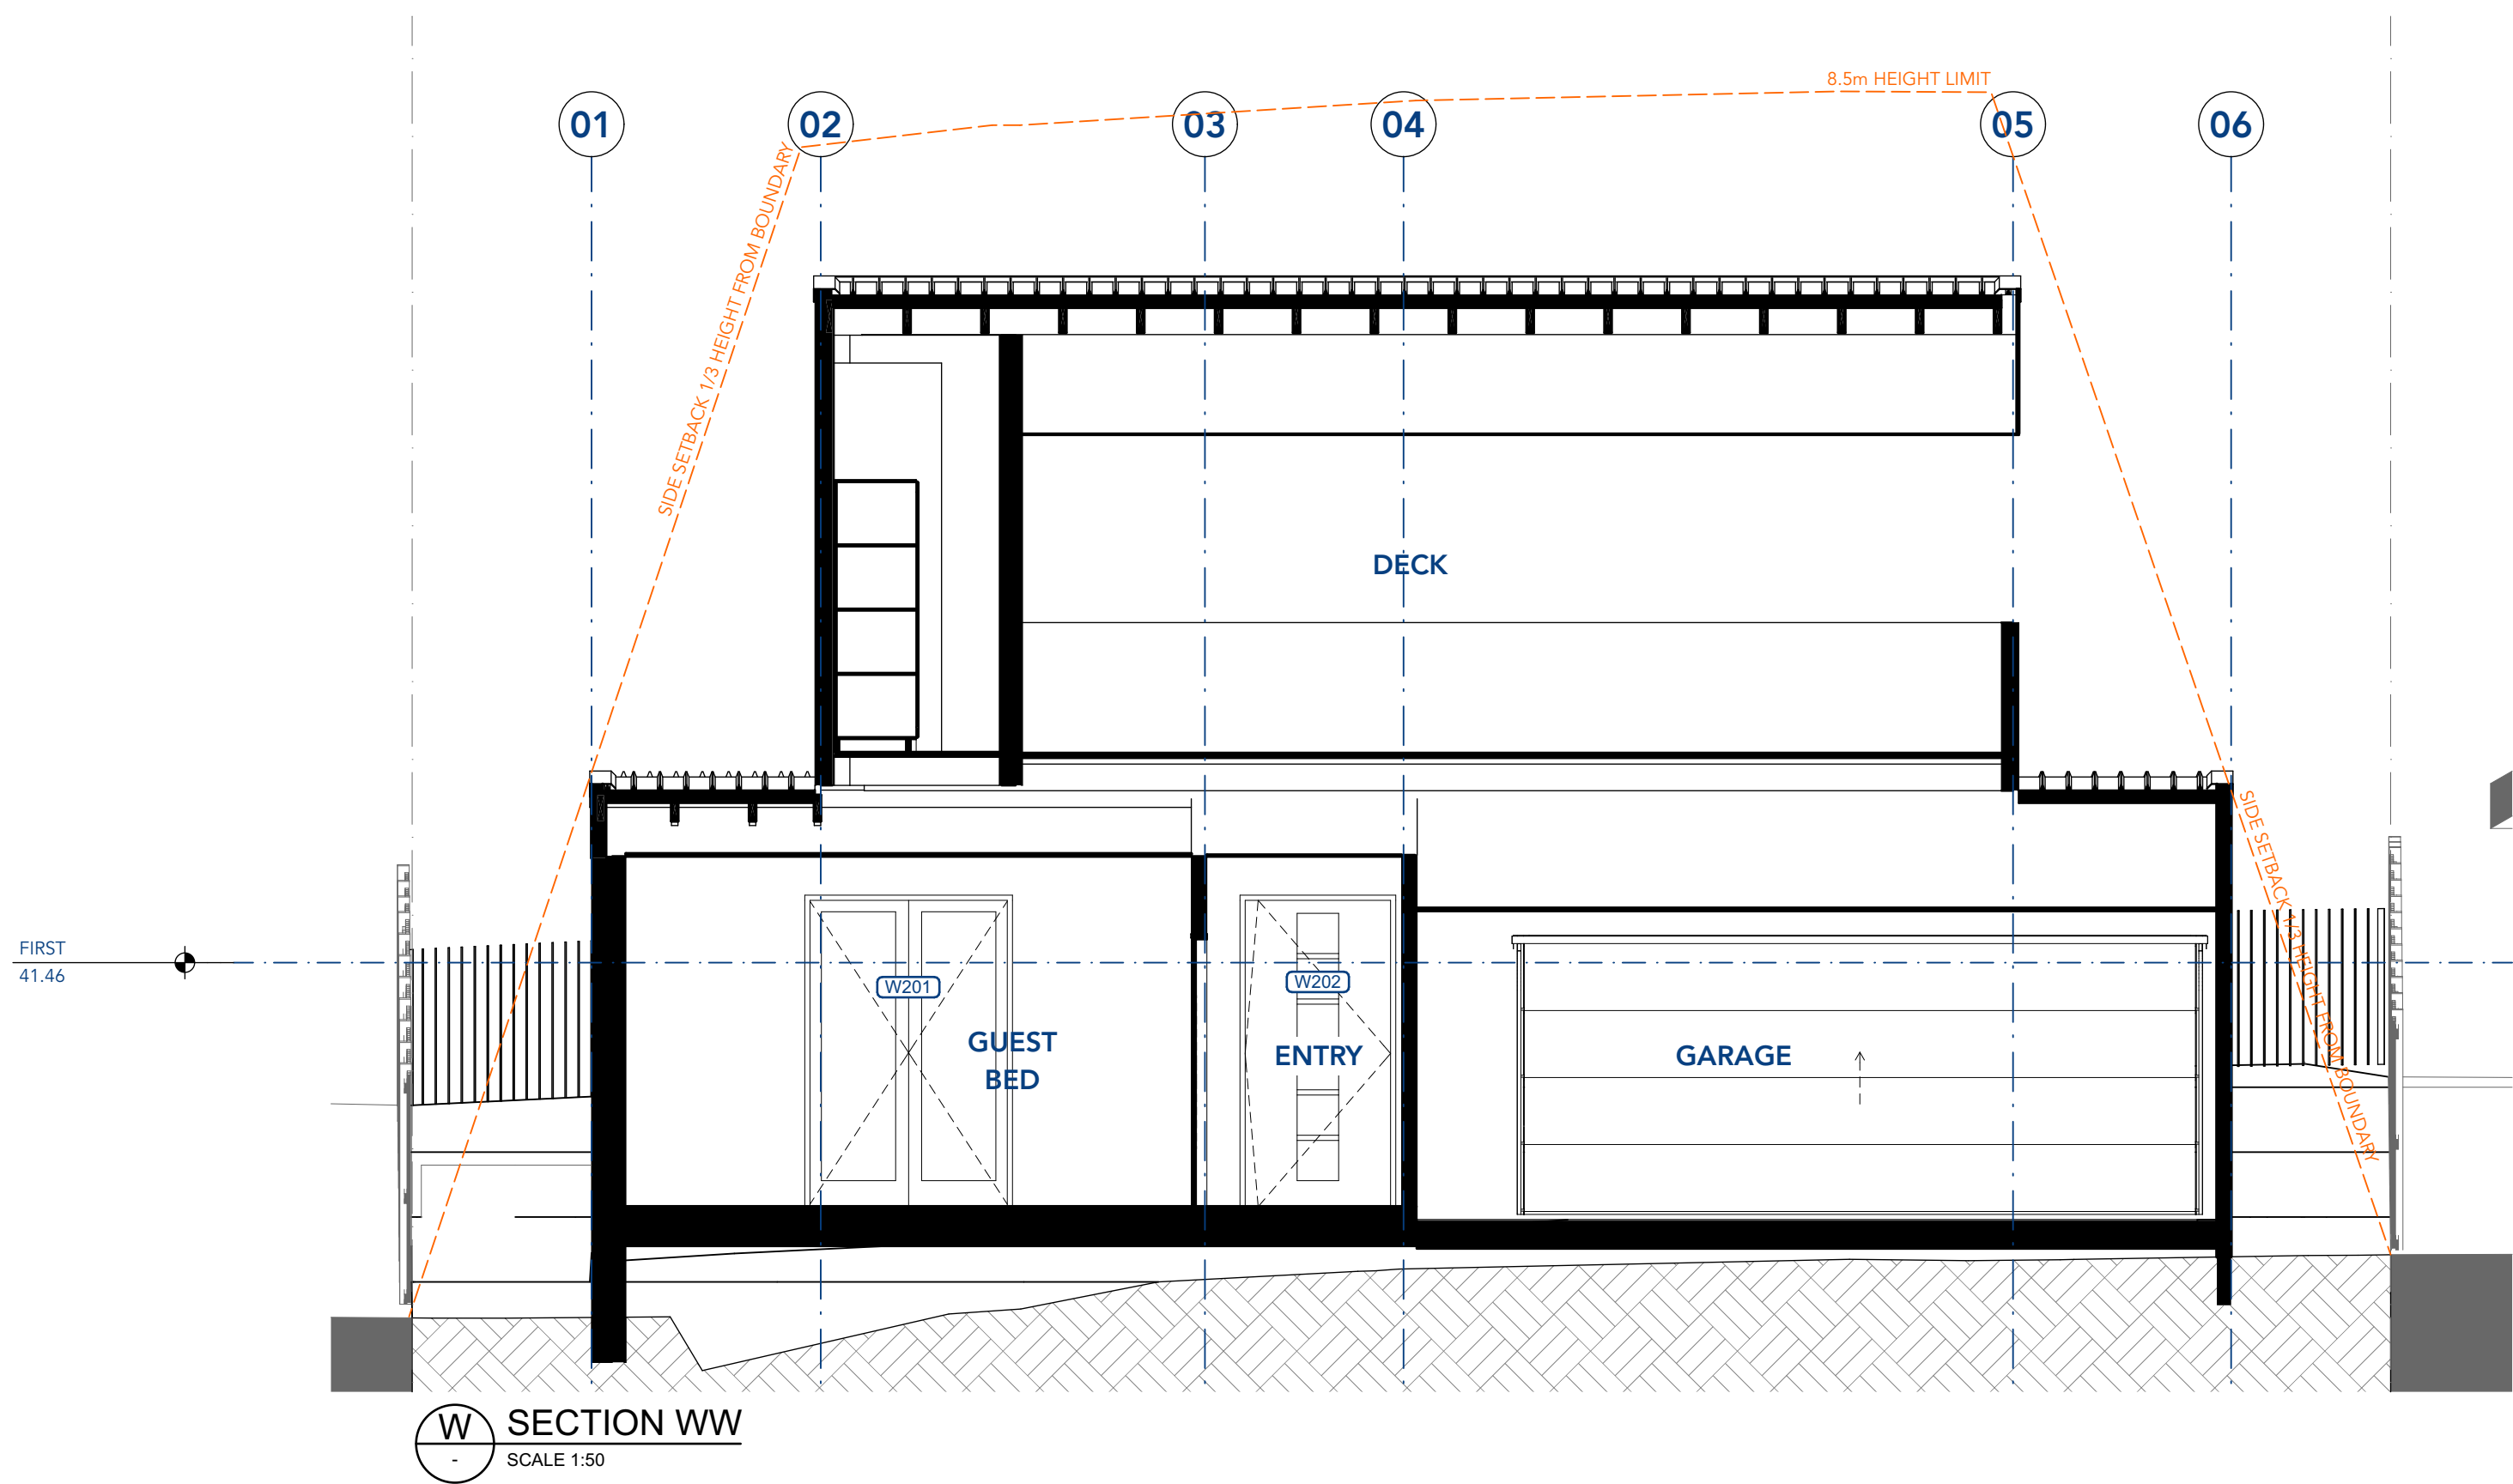 8.5m HEIGHT LIMIT
01
02
03
04
05
06
SIDE SETBACK 1/3 HEIGHT FROM BOUNDARY
DECK
SIDE SETBACK 1/3 HEIGHT FROM BOUNDARY
FIRST
41.46
W201
W202
GUEST
BED
ENTRY
GARAGE
W
-
SECTION WW
SCALE 1:50